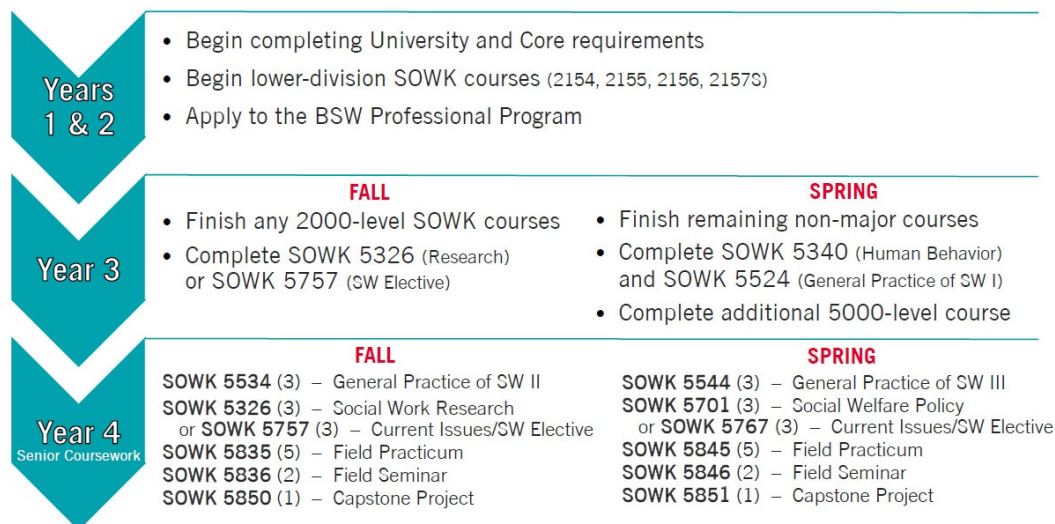 Years
1 & 2
• Begin completing University and Core requirements
• Begin lower-division SOWK courses (2154, 2155, 2156, 2157S)
• Apply to the BSW Professional Program
Year 3
FALL
• Finish any 2000-level SOWK courses
• Complete SOWK 5326 (Research)
or SOWK 5757 (SW Elective)
SPRING
• Finish remaining non-major courses
• Complete SOWK 5340 (Human Behavior)
and SOWK 5524 (General Practice of SW I)
• Complete additional 5000-level course
Year 4
Senior Coursework
FALL
SOWK 5534 (3) – General Practice of SW II
SOWK 5326 (3) – Social Work Research
or SOWK 5757 (3) – Current Issues/SW Elective
SOWK 5835 (5) – Field Practicum
SOWK 5836 (2) – Field Seminar
SOWK 5850 (1) – Capstone Project
SPRING
SOWK 5544 (3) – General Practice of SW III
SOWK 5701 (3) – Social Welfare Policy
or SOWK 5767 (3) – Current Issues/SW Elective
SOWK 5845 (5) – Field Practicum
SOWK 5846 (2) – Field Seminar
SOWK 5851 (1) – Capstone Project